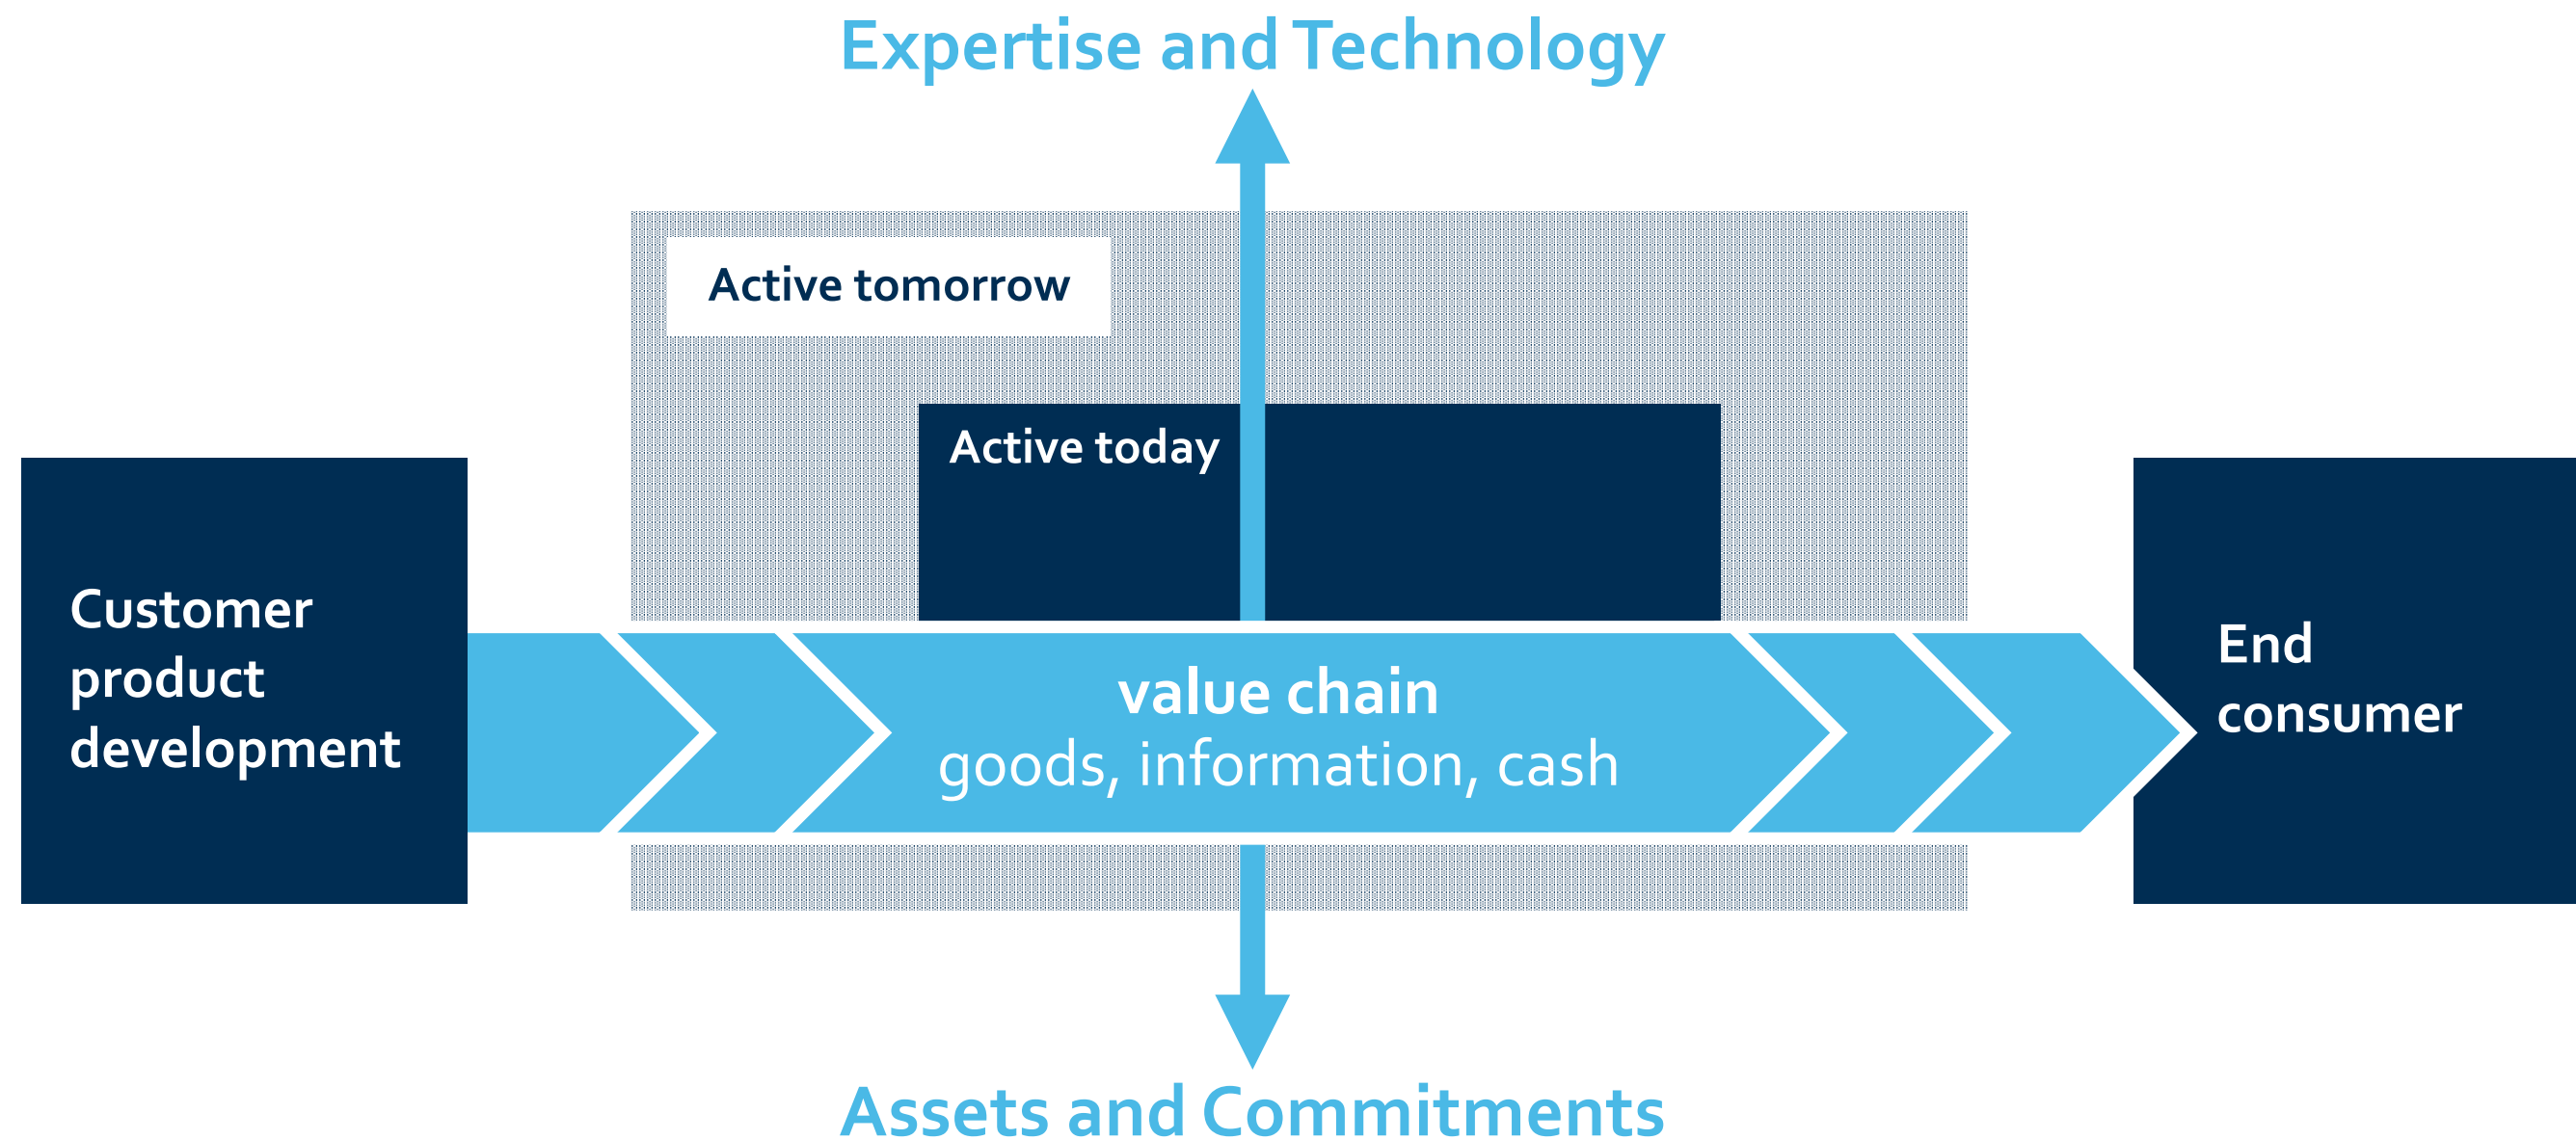 Expertise and Technology
Active tomorrow
Active today
Customer
product
development
value chain
goods, information, cash
End
consumer
Assets and Commitments